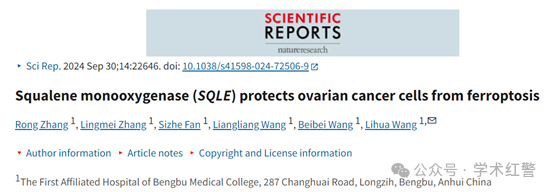 SCIENTIFIC
REPORTS
natureresearch
‣ Sci Rep. 2024 Sep 30;14:22646. doi: 10.1038/s41598-024-72506-9
Squalene monooxygenase (SQLE) protects ovarian cancer cells from ferroptosis
Rong Zhang 1, Lingmei Zhang 1, Sizhe Fan 1, Liangliang Wang 1, Beibei Wang 1, Lihua Wang 1,
▾ Author information ▸ Article notes ▸ Copyright and License information
1The First Affiliated Hospital of Bengbu Medical College, 287 Changhuai Road, Longzih, Bengbu, Anhui China
公众号 · 学术红警